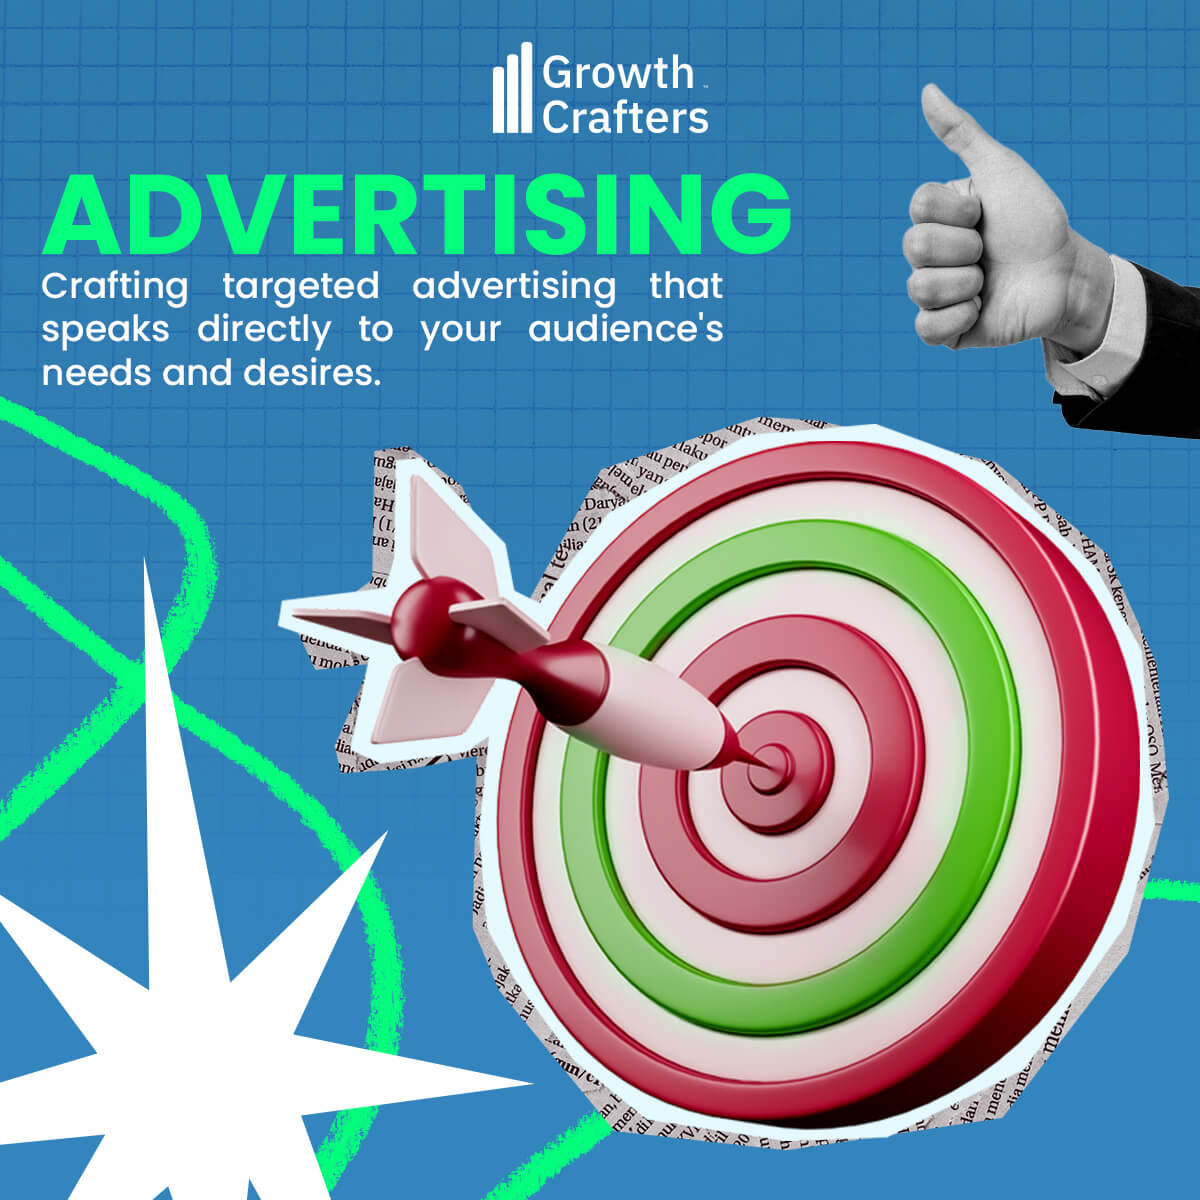 Growth
Crafters
ADVERTISING
Crafting targeted advertising that
speaks directly to your audience's
needs and desires.